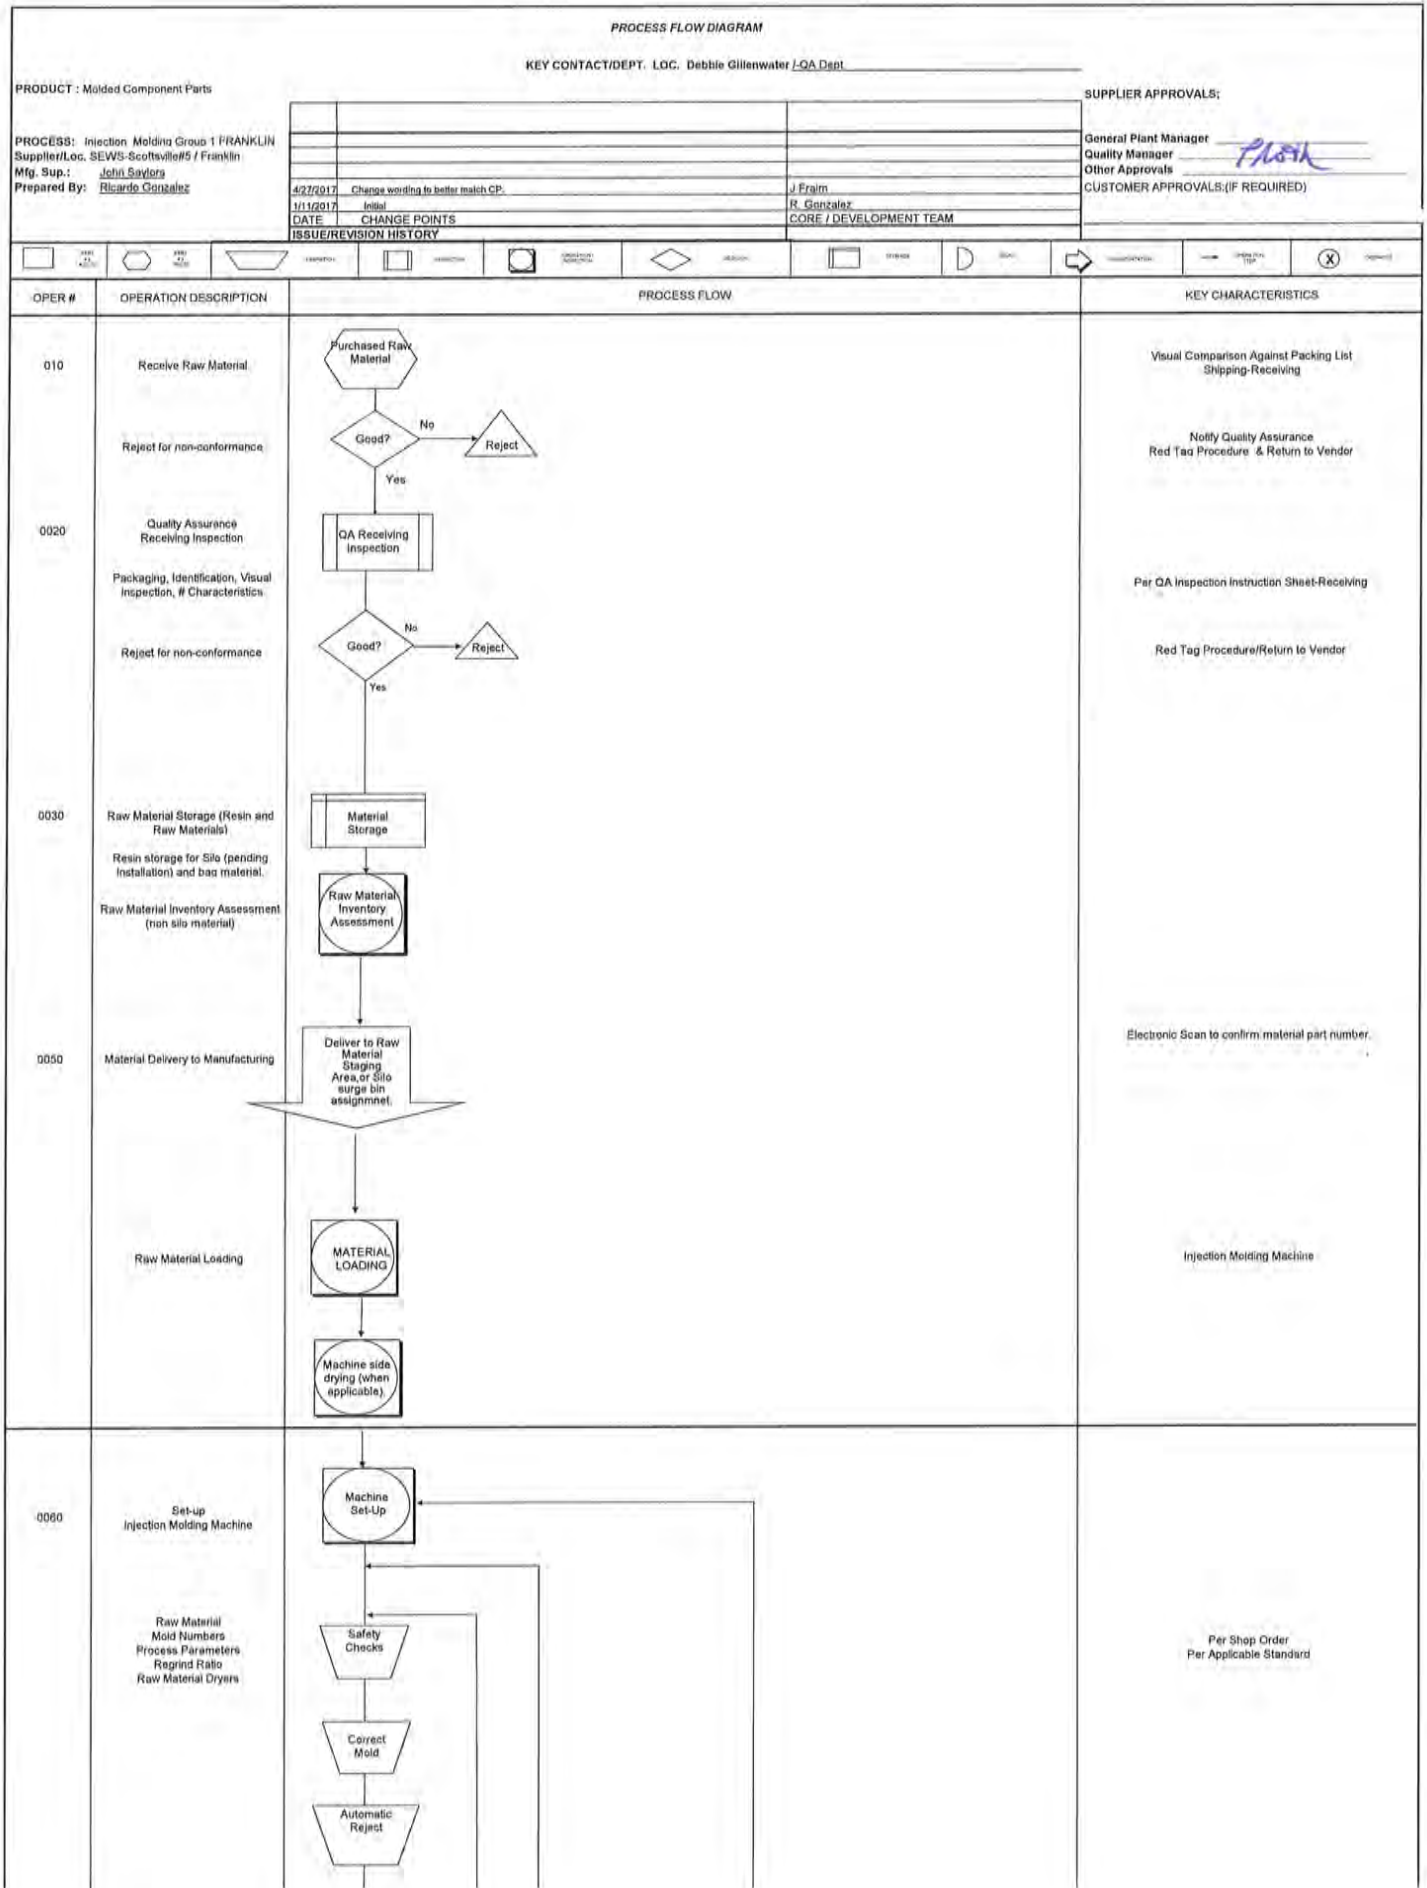 PROCESS FLOW DIAGRAM
KEY CONTACT/DEPT. LOC. Debbie Gillenwater /-QA Dept
PRODUCT : Molded Component Parts
SUPPLIER APPROVALS;
PROCESS: Injection Molding Group 1 FRANKLIN
Supplier/Loc. SEWS-Scottsville#5 / Franklin
Mfg. Sup.: John Saylors
Prepared By: Ricardo Gonzalez
General Plant Manager
Quality Manager
Other Approvals
CUSTOMER APPROVALS:(IF REQUIRED)
4/27/2017 Change wording to better match CP. J Fraim
1/11/2017 Initial R. Gonzalez
DATE CHANGE POINTS CORE / DEVELOPMENT TEAM
ISSUE/REVISION HISTORY
X
OPER # OPERATION DESCRIPTION PROCESS FLOW KEY CHARACTERISTICS
010
Receive Raw Material
Purchased Raw
Material
Visual Comparison Against Packing List
Shipping-Receiving
Reject for non-conformance
Good?
No
Reject
Yes
Notify Quality Assurance
Red Tag Procedure & Return to Vendor
0020
Quality Assurance
Receiving Inspection
QA Receiving
Inspection
Packaging, Identification, Visual
Inspection, # Characteristics
Per QA Inspection Instruction Sheet-Receiving
Reject for non-conformance
Good?
No
Reject
Yes
Red Tag Procedure/Return to Vendor
0030
Raw Material Storage (Resin and
Raw Materials)
Material
Storage
Resin storage for Silo (pending
Installation) and bag material.
Raw Material Inventory Assessment
(non silo material)
Raw Material
Inventory
Assessment
0050
Material Delivery to Manufacturing
Deliver to Raw
Material
Staging
Area,or Silo
surge bin
assignmnet.
Electronic Scan to confirm material part number.
Raw Material Loading
MATERIAL
LOADING
Injection Molding Machine
Machine side
drying (when
applicable).
0060
Set-up
Injection Molding Machine
Machine
Set-Up
Raw Material
Mold Numbers
Process Parameters
Regrind Ratio
Raw Material Dryers
Safety
Checks
Per Shop Order
Per Applicable Standard
Correct
Mold
Automatic
Reject